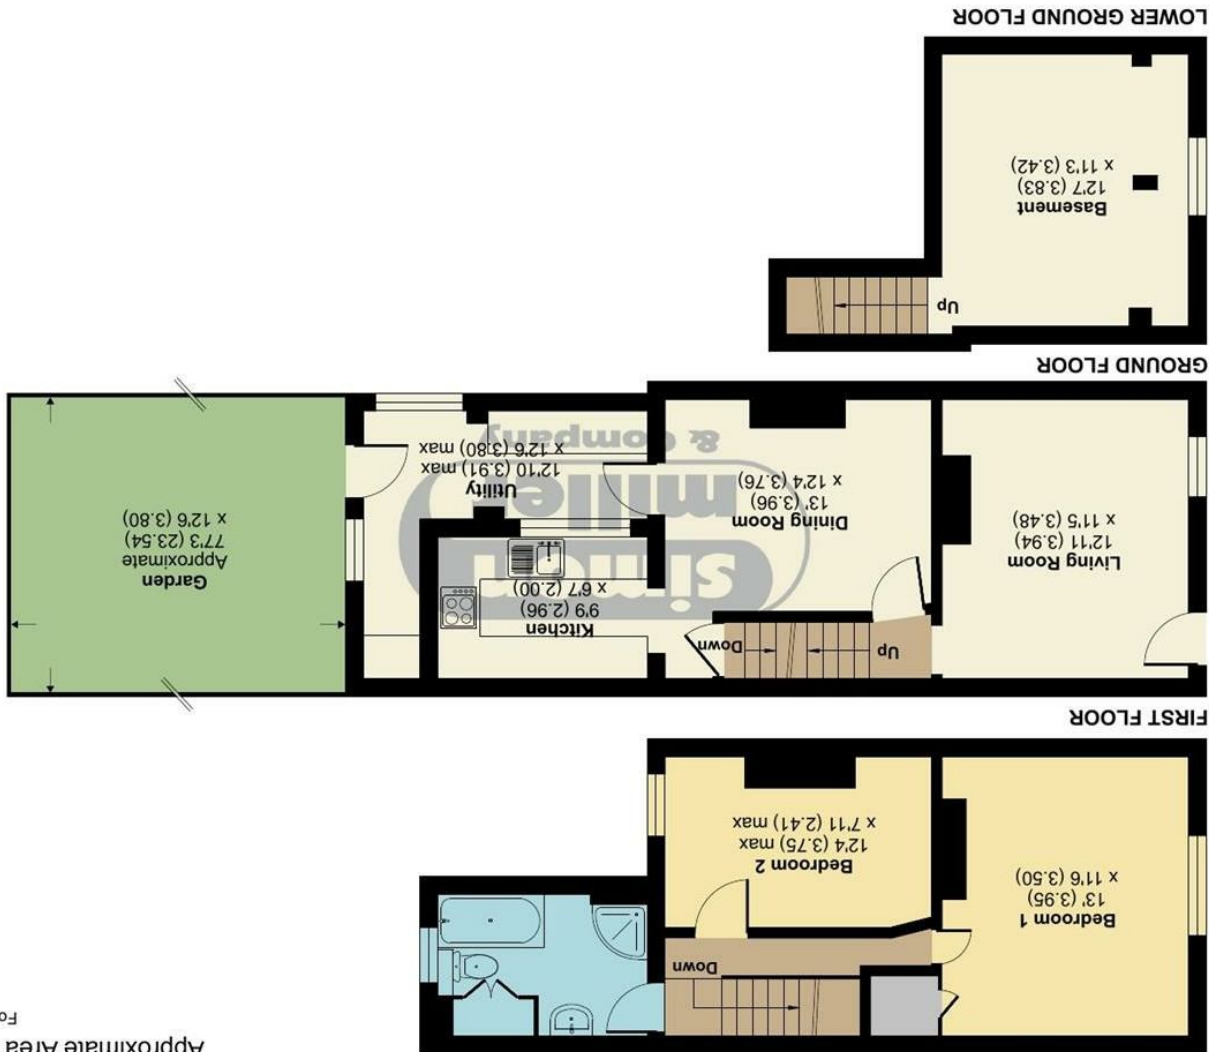 Approximate Area
Fo
Bedroom 1
13' (3.95)
x 11'6 (3.50)
Down
Bedroom 2
12'4 (3.75) max
x 7'11 (2.41) max
FIRST FLOOR
Living Room
12'11 (3.94)
x 11'5 (3.48)
Up
Down
Dining Room
13' (3.96)
x 12'4 (3.76)
Kitchen
9'9 (2.96)
x 6'7 (2.00)
Utility
12'10 (3.91) max
x 12'6 (3.80) max
Garden
Approximate
77'3 (23.54)
x 12'6 (3.80)
simon
miller
& company
GROUND FLOOR
Up
Basement
12'7 (3.83)
x 11'3 (3.42)
LOWER GROUND FLOOR